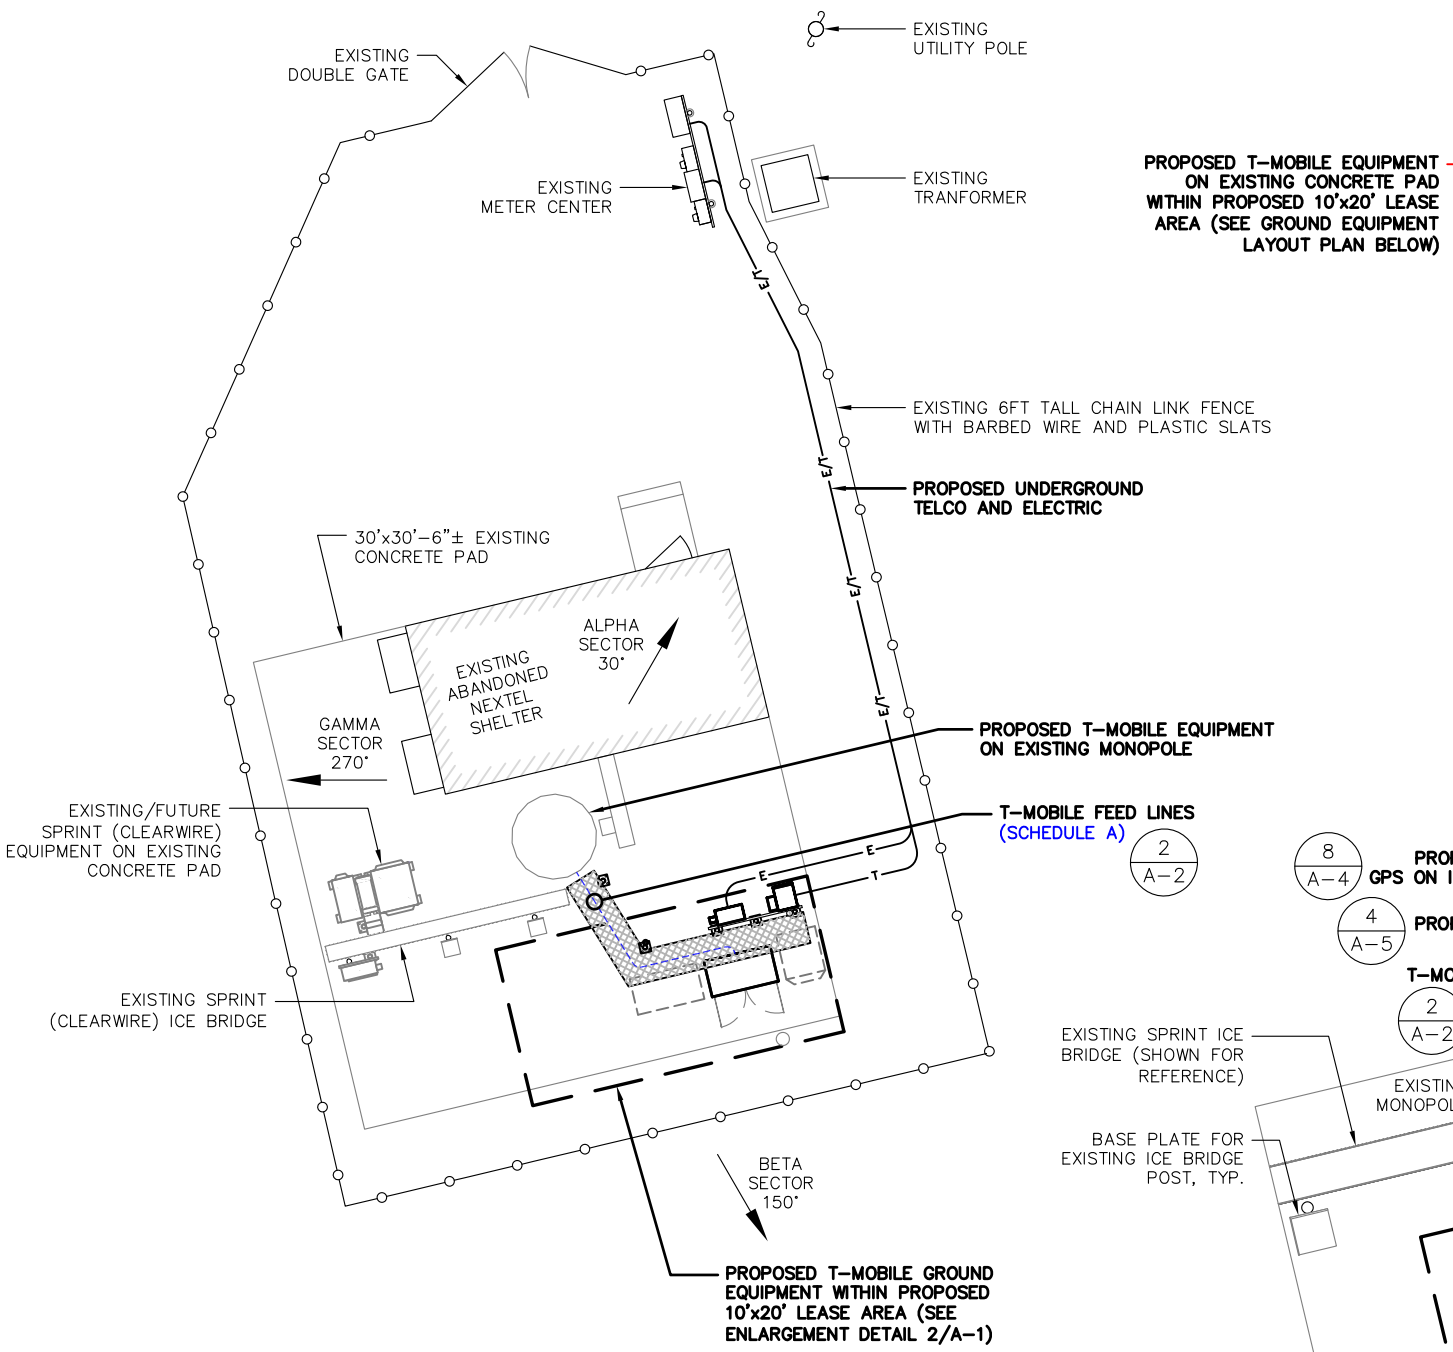 EXISTING
UTILITY POLE
EXISTING
DOUBLE GATE
PROPOSED T-MOBILE EQUIPMENT
ON EXISTING CONCRETE PAD
WITHIN PROPOSED 10'x20' LEASE
AREA (SEE GROUND EQUIPMENT
LAYOUT PLAN BELOW)
EXISTING
METER CENTER
EXISTING
TRANFORMER
E/T
EXISTING 6FT TALL CHAIN LINK FENCE
WITH BARBED WIRE AND PLASTIC SLATS
E/T
PROPOSED UNDERGROUND
TELCO AND ELECTRIC
30'x30'-6"± EXISTING
CONCRETE PAD
E/T
ALPHA
SECTOR
30°
EXISTING
ABANDONED
NEXTEL
SHELTER
E/T
GAMMA
SECTOR
270°
PROPOSED T-MOBILE EQUIPMENT
ON EXISTING MONOPOLE
EXISTING/FUTURE
SPRINT (CLEARWIRE)
EQUIPMENT ON EXISTING
CONCRETE PAD
T-MOBILE FEED LINES
(SCHEDULE A)
2
A-2
E
E
T
8
A-4
PROP
GPS ON I
4
A-5
PROP
T-MO
2
A-2
EXISTING SPRINT
(CLEARWIRE) ICE BRIDGE
EXISTING SPRINT ICE
BRIDGE (SHOWN FOR
REFERENCE)
EXISTIN
MONOPOL
BASE PLATE FOR
EXISTING ICE BRIDGE
POST, TYP.
BETA
SECTOR
150°
PROPOSED T-MOBILE GROUND
EQUIPMENT WITHIN PROPOSED
10'x20' LEASE AREA (SEE
ENLARGEMENT DETAIL 2/A-1)